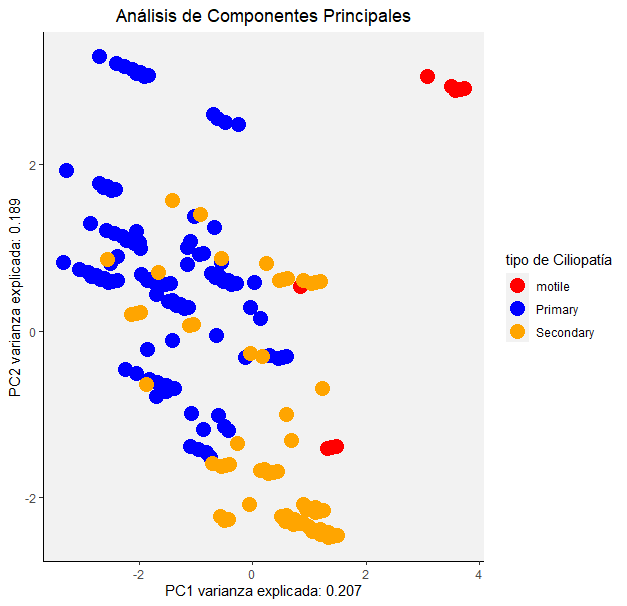 Análisis de Componentes Principales
PC2 varianza explicada: 0.189
2
0
-2
-2
0
2
4
PC1 varianza explicada: 0.207
tipo de Ciliopatía
motile
Primary
Secondary